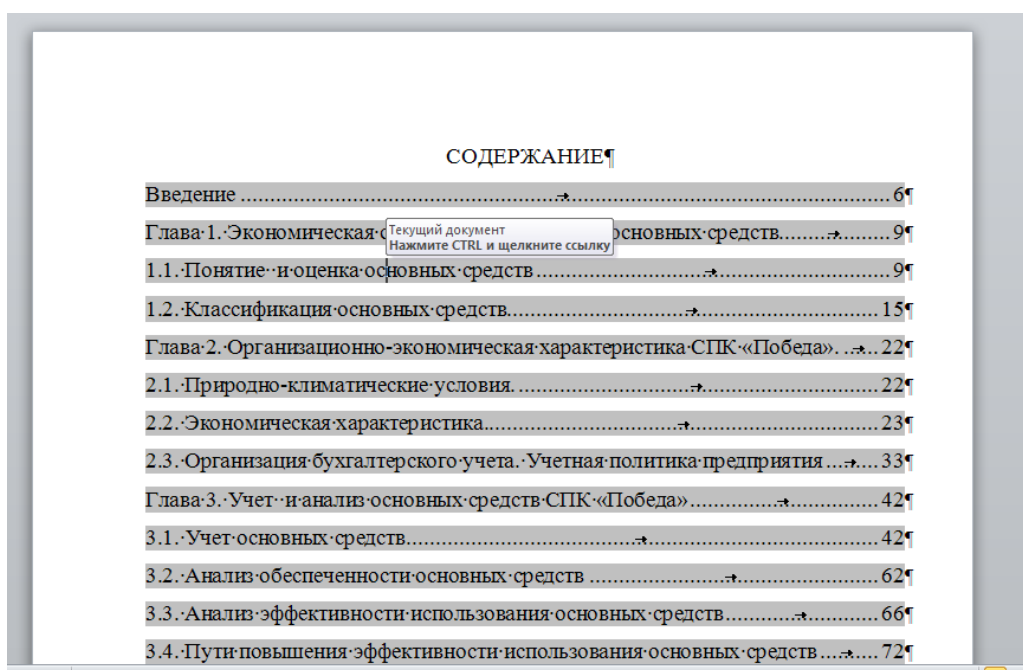 СОДЕРЖАНИЕ¶
Введение ..........→.......... 6¶
Глава·1.·Экономическая·с основных·средств........→......... 9¶
Текущий документ
Нажмите CTRL и щелкните ссылку
1.1.·Понятие··и·оценка·основных·средств ..........→.......... 9¶
1.2.·Классификация·основных·средств..........→.......... 15¶
Глава·2.·Организационно-экономическая·характеристика·СПК·«Победа». ..→... 22¶
2.1.·Природно-климатические·условия. ..........→.......... 22¶
2.2.·Экономическая·характеристика..........→.......... 23¶
2.3.·Организация·бухгалтерского·учета.·Учетная·политика·предприятия ...→.... 33¶
Глава·3.·Учет··и·анализ·основных·средств·СПК·«Победа»..........→.......... 42¶
3.1.·Учет·основных·средств..........→.......... 42¶
3.2.·Анализ·обеспеченности·основных·средств ..........→.......... 62¶
3.3.·Анализ·эффективности·использования·основных·средств..........→.......... 66¶
3.4.·Пути·повышения·эффективности·использования·основных·средств ...→.... 72¶